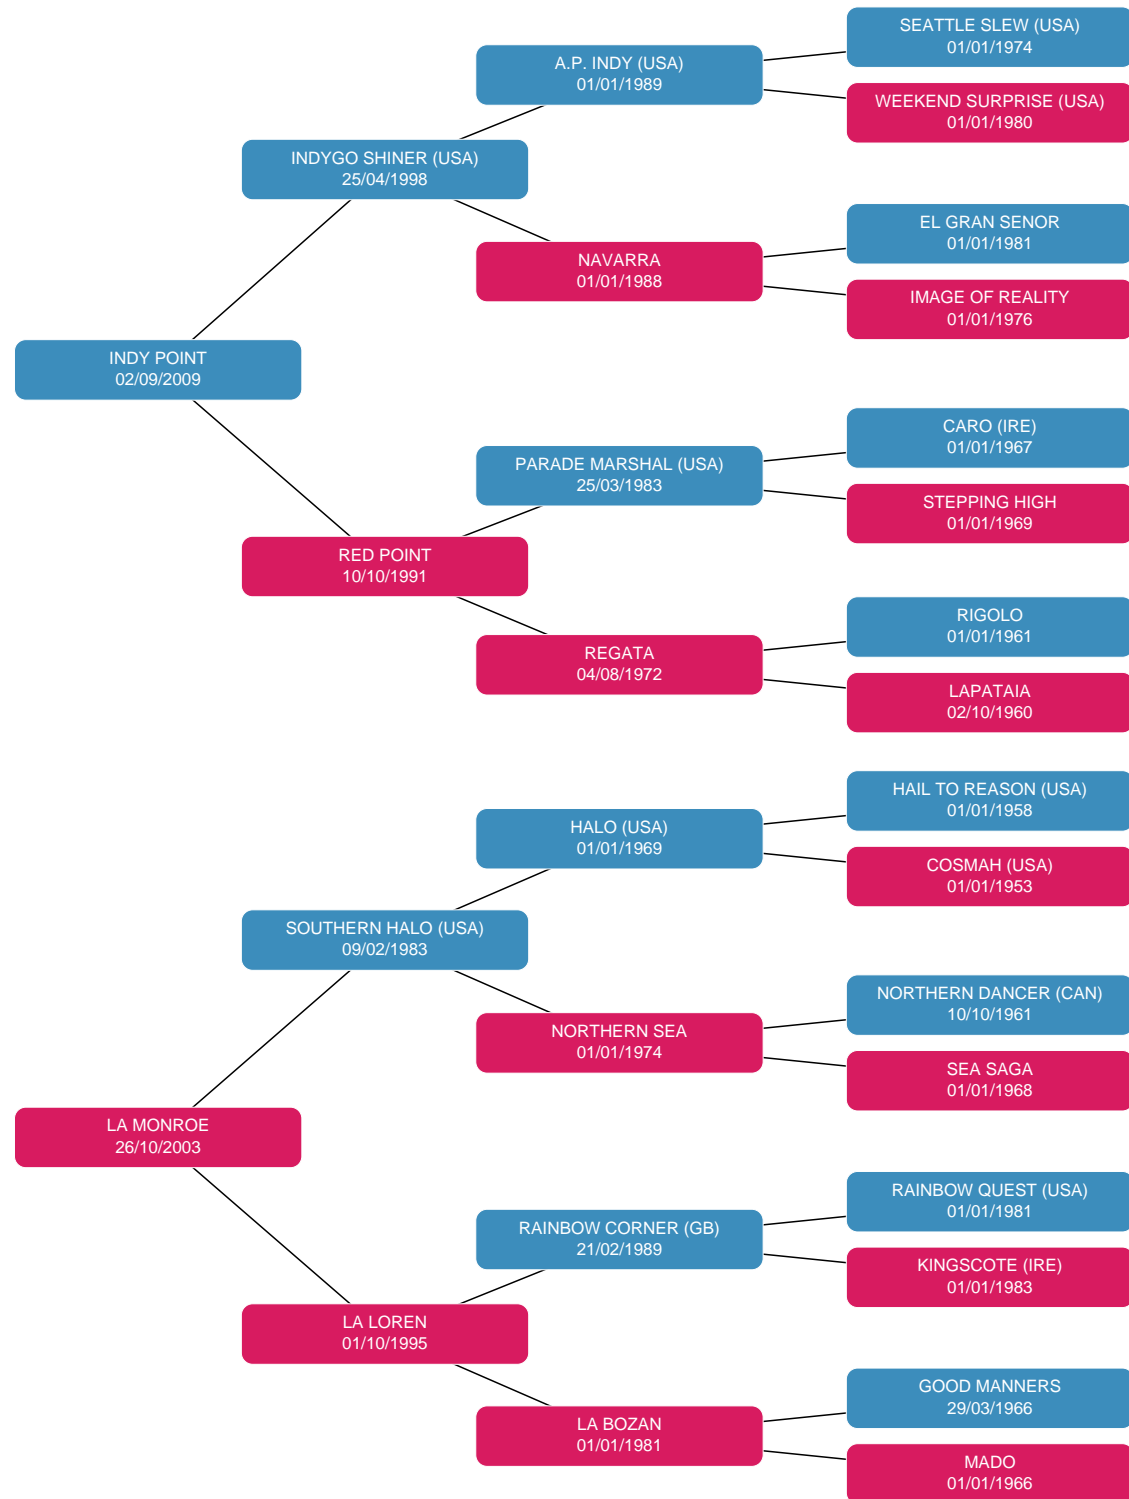 SEATTLE SLEW (USA)
01/01/1974
A.P. INDY (USA)
01/01/1989
WEEKEND SURPRISE (USA)
01/01/1980
INDYGO SHINER (USA)
25/04/1998
EL GRAN SENOR
01/01/1981
NAVARRA
01/01/1988
IMAGE OF REALITY
01/01/1976
INDY POINT
02/09/2009
CARO (IRE)
01/01/1967
PARADE MARSHAL (USA)
25/03/1983
STEPPING HIGH
01/01/1969
RED POINT
10/10/1991
RIGOLO
01/01/1961
REGATA
04/08/1972
LAPATAIA
02/10/1960
HAIL TO REASON (USA)
01/01/1958
HALO (USA)
01/01/1969
COSMAH (USA)
01/01/1953
SOUTHERN HALO (USA)
09/02/1983
NORTHERN DANCER (CAN)
10/10/1961
NORTHERN SEA
01/01/1974
SEA SAGA
01/01/1968
LA MONROE
26/10/2003
RAINBOW QUEST (USA)
01/01/1981
RAINBOW CORNER (GB)
21/02/1989
KINGSCOTE (IRE)
01/01/1983
LA LOREN
01/10/1995
GOOD MANNERS
29/03/1966
LA BOZAN
01/01/1981
MADO
01/01/1966